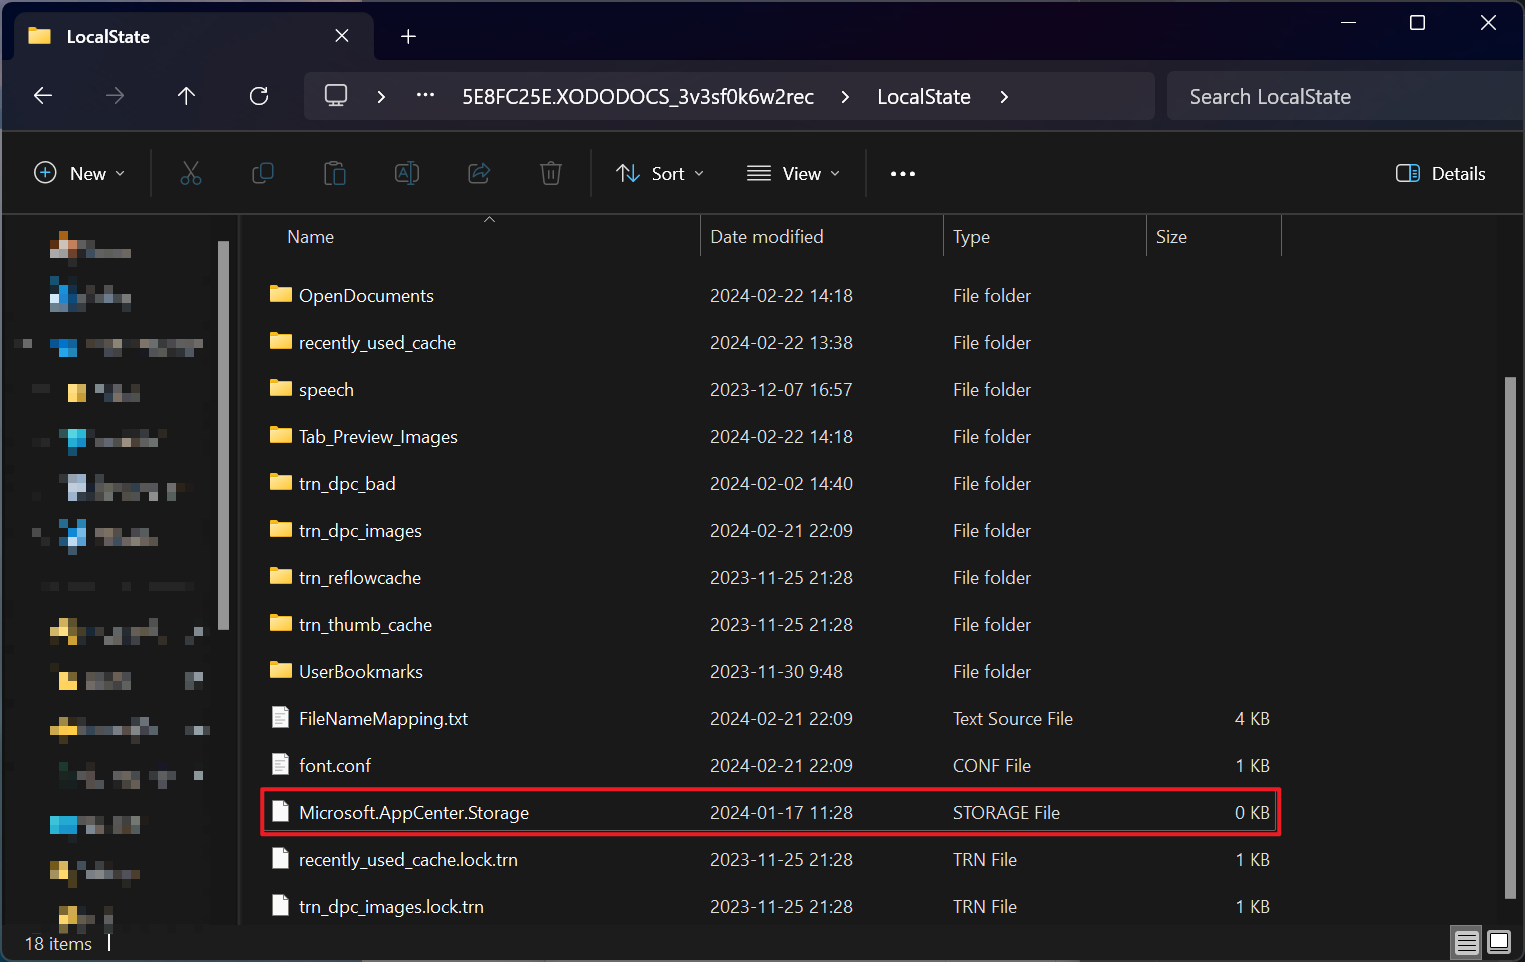 LocalState
5E8FC25E.XODODOCS_3v3sf0k6w2rec LocalState
Search LocalState
New Sort View Details
Name Date modified Type Size
OpenDocuments 2024-02-22 14:18 File folder
recently_used_cache 2024-02-22 13:38 File folder
speech 2023-12-07 16:57 File folder
Tab_Preview_Images 2024-02-22 14:18 File folder
trn_dpc_bad 2024-02-02 14:40 File folder
trn_dpc_images 2024-02-21 22:09 File folder
trn_reflowcache 2023-11-25 21:28 File folder
trn_thumb_cache 2023-11-25 21:28 File folder
UserBookmarks 2023-11-30 9:48 File folder
FileNameMapping.txt 2024-02-21 22:09 Text Source File 4 KB
font.conf 2024-02-21 22:09 CONF File 1 KB
Microsoft.AppCenter.Storage 2024-01-17 11:28 STORAGE File 0 KB
recently_used_cache.lock.trn 2023-11-25 21:28 TRN File 1 KB
trn_dpc_images.lock.trn 2023-11-25 21:28 TRN File 1 KB
18 items